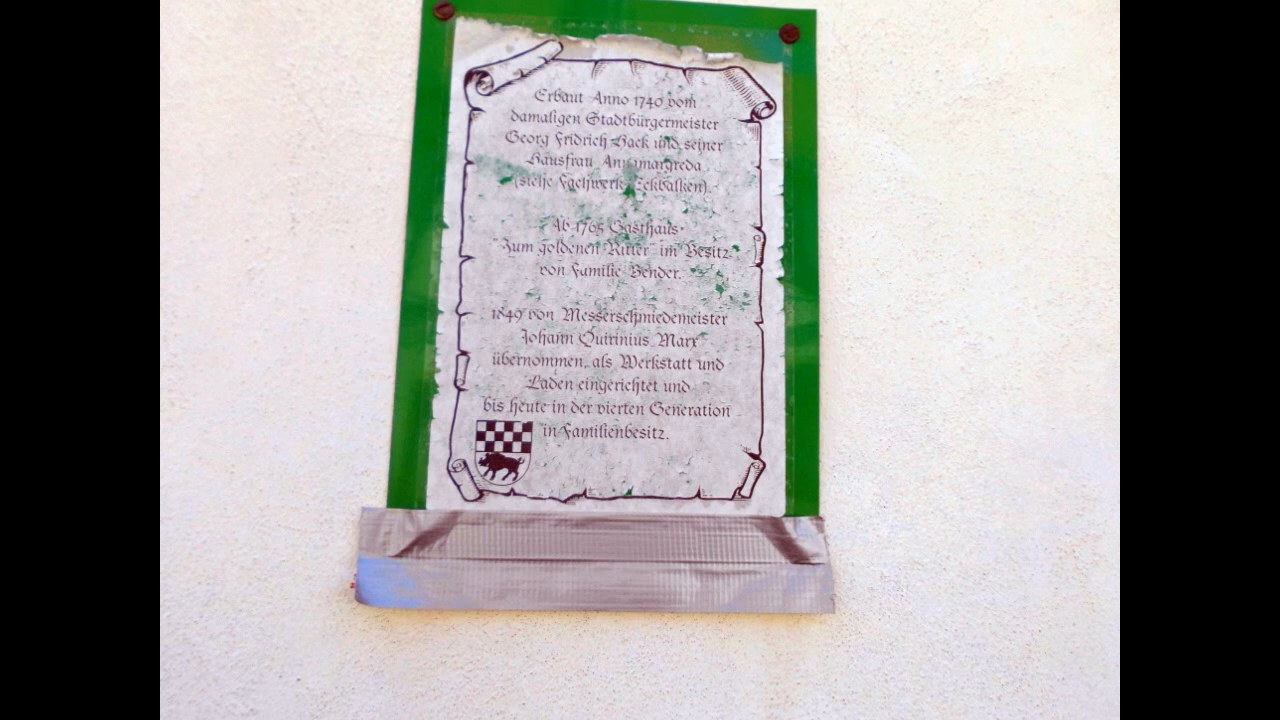 Erbaut Anno 1740 vom
damaligen Stadtbürgermeister
Georg Fridrich Hack und seiner
Hausfrau Annamargreda
(siehe Fachwerk-Eckbalken).
Ab 1765 Gasthaus
"Zum goldenen Ritter" im Besitz
von Familie Bender.
1849 von Messerschmiedemeister
Johann Quirinius Marx
übernommen, als Werkstatt und
Laden eingerichtet und
bis heute in der vierten Generation
in Familienbesitz.